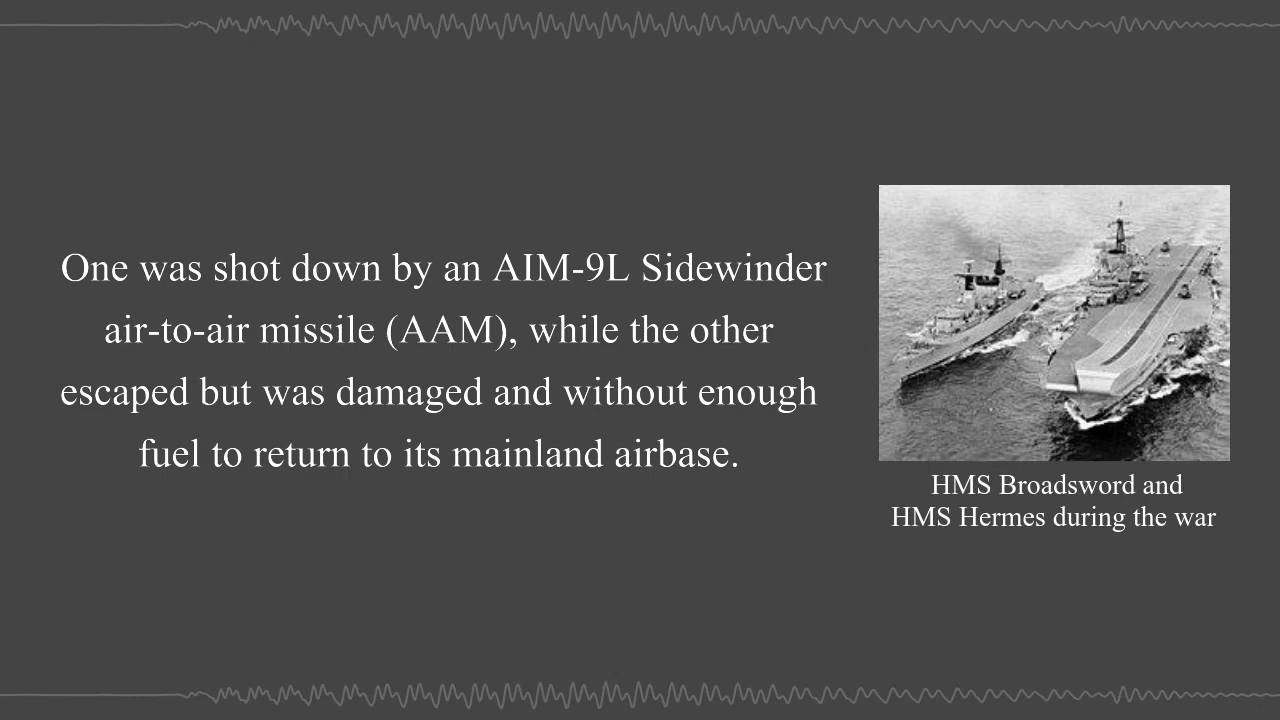 One was shot down by an AIM-9L Sidewinder
air-to-air missile (AAM), while the other
escaped but was damaged and without enough
fuel to return to its mainland airbase.
HMS Broadsword and
HMS Hermes during the war